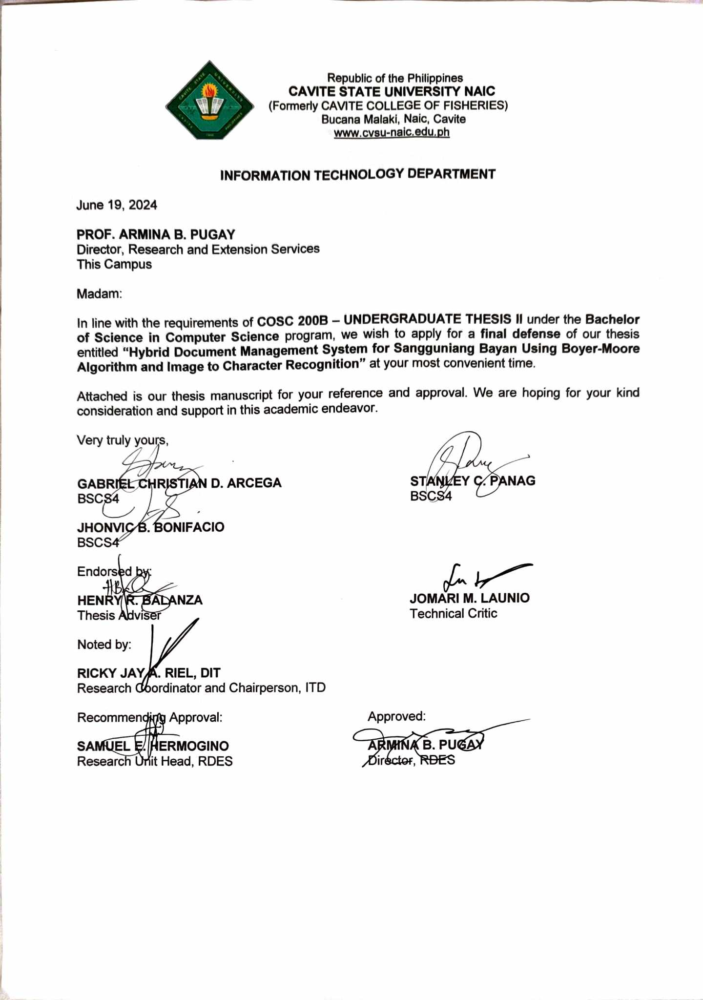 CAVITE STATE UNIVERSITY
CAVITE PHILIPPINES
Republic of the Philippines
CAVITE STATE UNIVERSITY NAIC
(Formerly CAVITE COLLEGE OF FISHERIES)
Bucana Malaki, Naic, Cavite
www.cvsu-naic.edu.ph
INFORMATION TECHNOLOGY DEPARTMENT
June 19, 2024
PROF. ARMINA B. PUGAY
Director, Research and Extension Services
This Campus
Madam:
In line with the requirements of COSC 200B – UNDERGRADUATE THESIS II under the Bachelor
of Science in Computer Science program, we wish to apply for a final defense of our thesis
entitled “Hybrid Document Management System for Sangguniang Bayan Using Boyer-Moore
Algorithm and Image to Character Recognition” at your most convenient time.
Attached is our thesis manuscript for your reference and approval. We are hoping for your kind
consideration and support in this academic endeavor.
Very truly yours,
GABRIEL CHRISTIAN D. ARCEGA
BSCS4
STANLEY C. PANAG
BSCS4
JHONVIC B. BONIFACIO
BSCS4
Endorsed by:
HENRY R. BALANZA
Thesis Adviser
JOMARI M. LAUNIO
Technical Critic
Noted by:
RICKY JAY A. RIEL, DIT
Research Coordinator and Chairperson, ITD
Recommending Approval:
SAMUEL E. HERMOGINO
Research Unit Head, RDES
Approved:
ARMINA B. PUGAY
Director, RDES